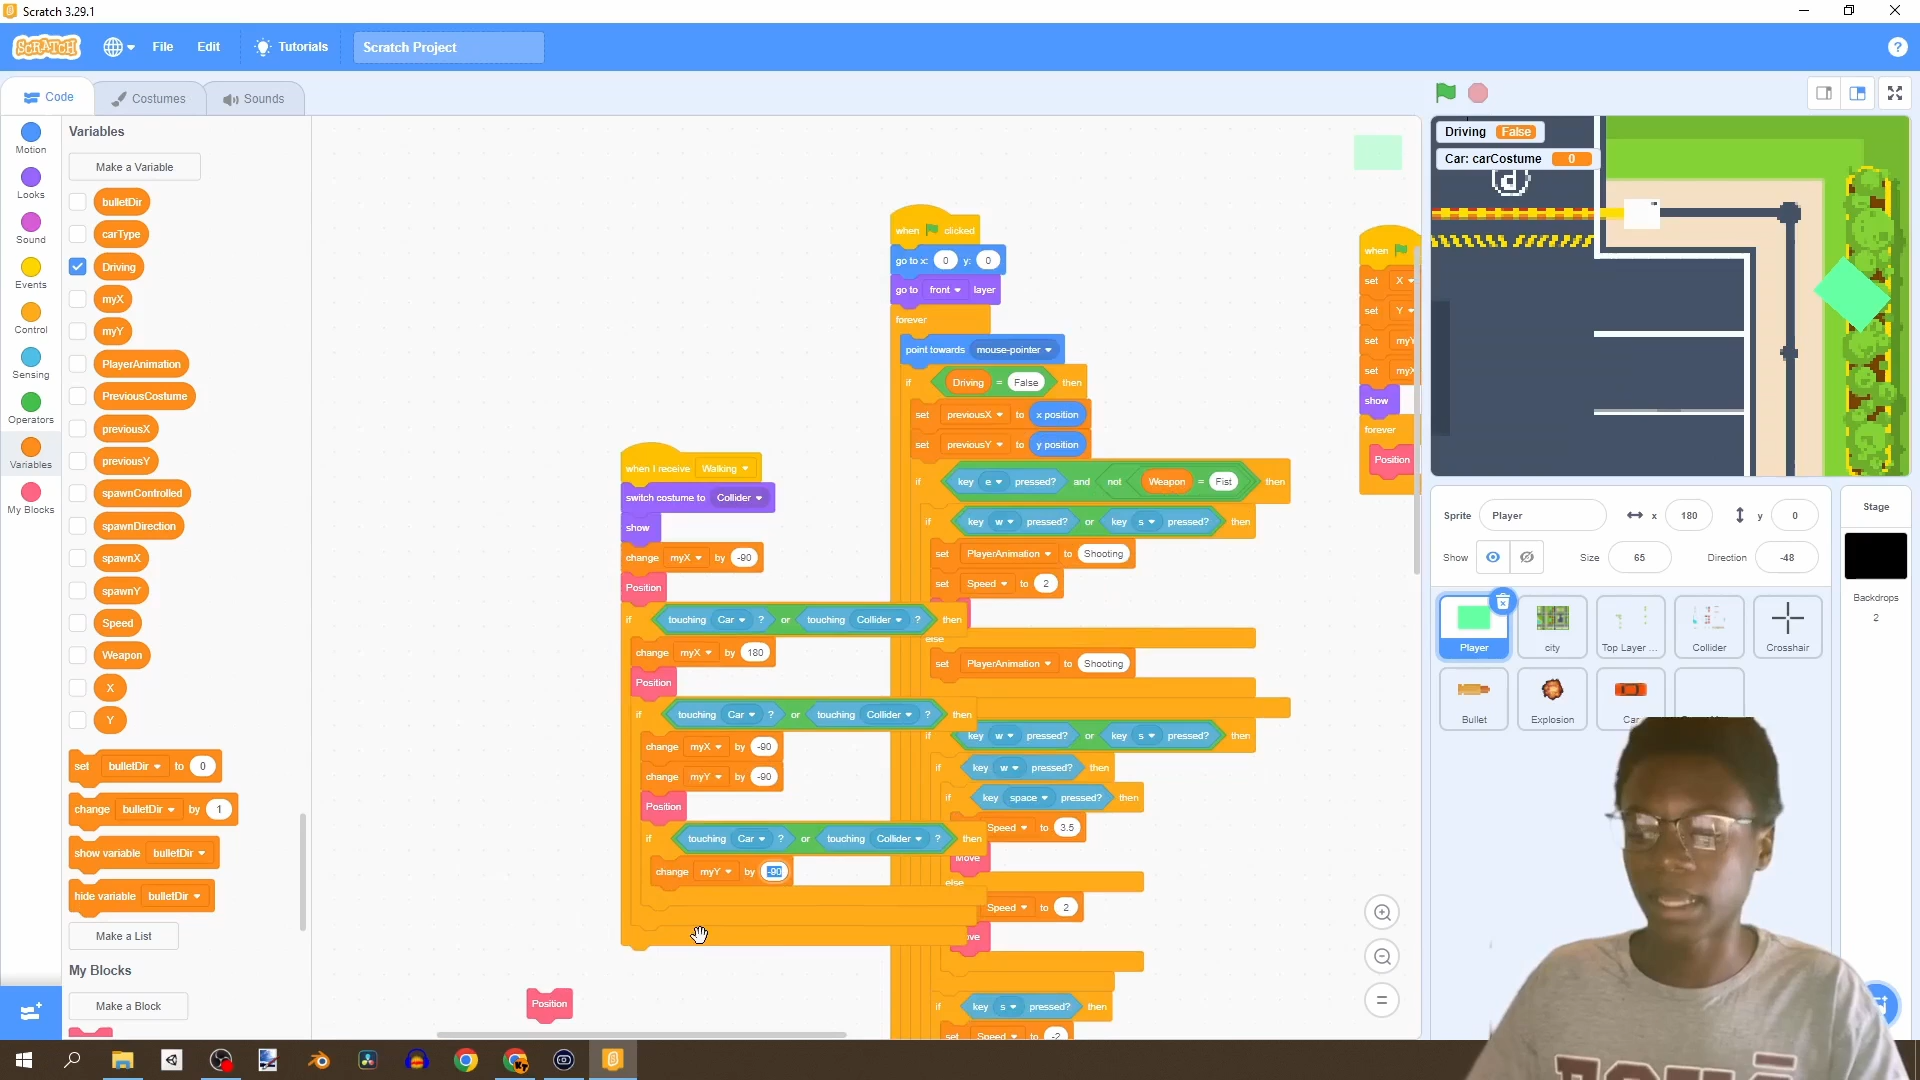 Scratch 3.29.1
SCRATCH File Edit Tutorials Scratch Project
Code Costumes Sounds
Motion
Looks
Sound
Events
Control
Sensing
Operators
Variables
My Blocks
Variables
Make a Variable
bulletDir
carType
Driving
myX
myY
PlayerAnimation
PreviousCostume
previousX
previousY
spawnControlled
spawnDirection
spawnX
spawnY
Speed
Weapon
X
Y
set bulletDir to 0
change bulletDir by 1
show variable bulletDir
hide variable bulletDir
Make a List
My Blocks
Make a Block
when I receive Walking
switch costume to Collider
show
change myX by -90
Position
if touching Car ? or touching Collider ? then
change myX by 180
Position
if touching Car ? or touching Collider ? then
change myX by -90
change myY by -90
Position
if touching Car ? or touching Collider ? then
change myY by -90
Position
when clicked
go to x: 0 y: 0
go to front layer
forever
point towards mouse-pointer
if Driving = False then
set previousX to x position
set previousY to y position
if key e pressed? and not Weapon = Fist then
if key w pressed? or key s pressed? then
set PlayerAnimation to Shooting
set Speed to 2
else
set PlayerAnimation to Shooting
key w pressed? or key s pressed? then
if key w pressed? then
if key space pressed? then
Speed to 3.5
Move
else
Speed to 2
if key s pressed? then
set Speed to -2
when
set X
set Y
set
set
show
forever
Position
Driving False
Car: carCostume 0
Sprite Player x 180 y 0
Show Size 65 Direction -48
Player
city
Top Layer ...
Collider
Crosshair
Bullet
Explosion
Car
Stage
Backdrops
2